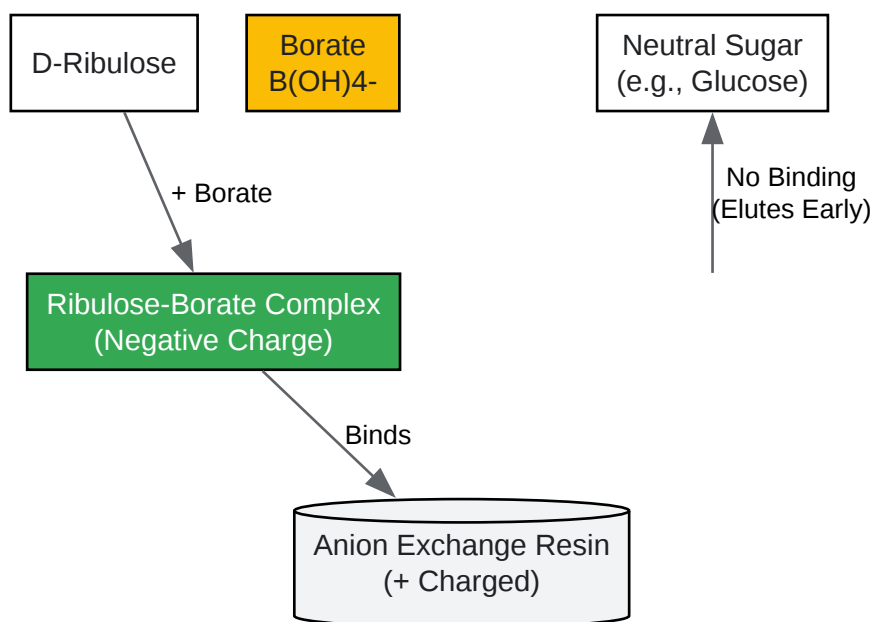 D-Ribulose
Borate
B(OH)4-
Neutral Sugar
(e.g., Glucose)
+ Borate
No Binding
(Elutes Early)
Ribulose-Borate Complex
(Negative Charge)
Binds
Anion Exchange Resin
(+ Charged)